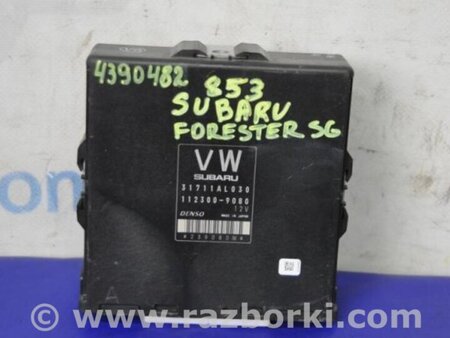 4390482
853
SUBARU
FORESTER SG
VW
SUBARU
31711AL030
112300-9080
12V
DENSO MADE IN JAPAN
A
© www.razborki.com